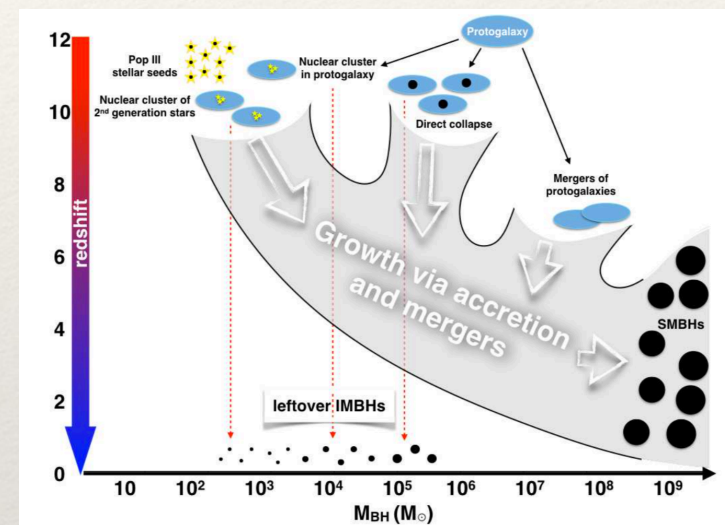 Protogalaxy
Pop III
stellar seeds
Nuclear cluster
in protogalaxy
Nuclear cluster of
2nd generation stars
Direct collapse
Mergers of
protogalaxies
Growth via accretion
and mergers
SMBHs
leftover IMBHs
redshift
12
10
8
6
4
2
0
10 10² 10³ 10⁴ 10⁵ 10⁶ 10⁷ 10⁸ 10⁹
M_BH (M_⊙)